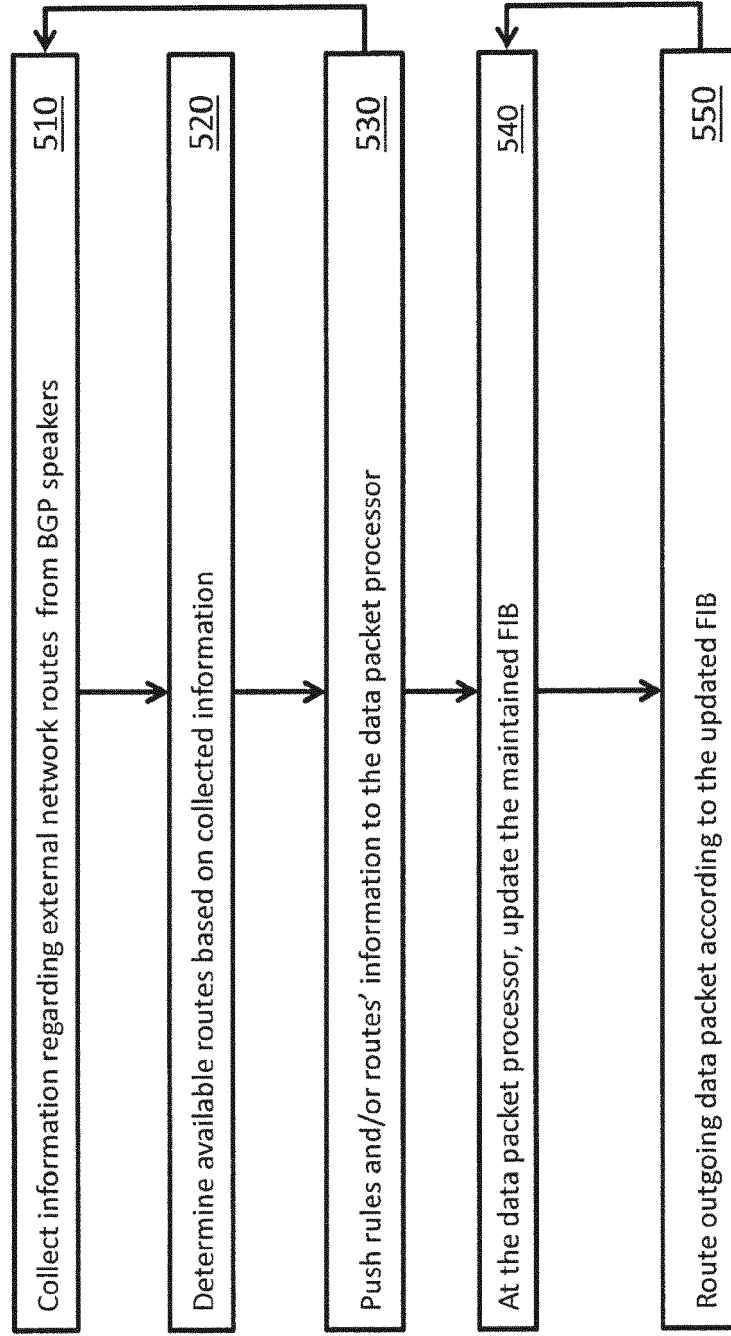 Collect information regarding external network routes from BGP speakers 510
Determine available routes based on collected information 520
Push rules and/or routes' information to the data packet processor 530
At the data packet processor, update the maintained FIB 540
Route outgoing data packet according to the updated FIB 550